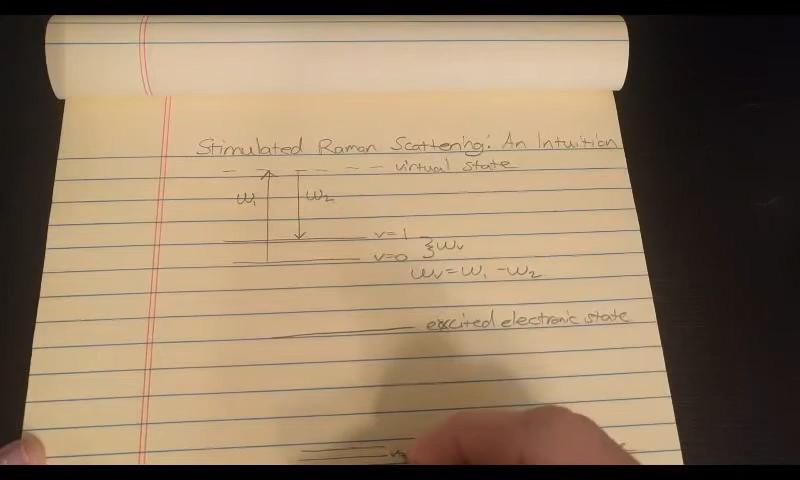 Stimulated Raman Scattering: An Intuition
virtual state
ω₁ ω₂
v=1
}ωv
v=0
ωv=ω₁-ω₂
excited electronic state